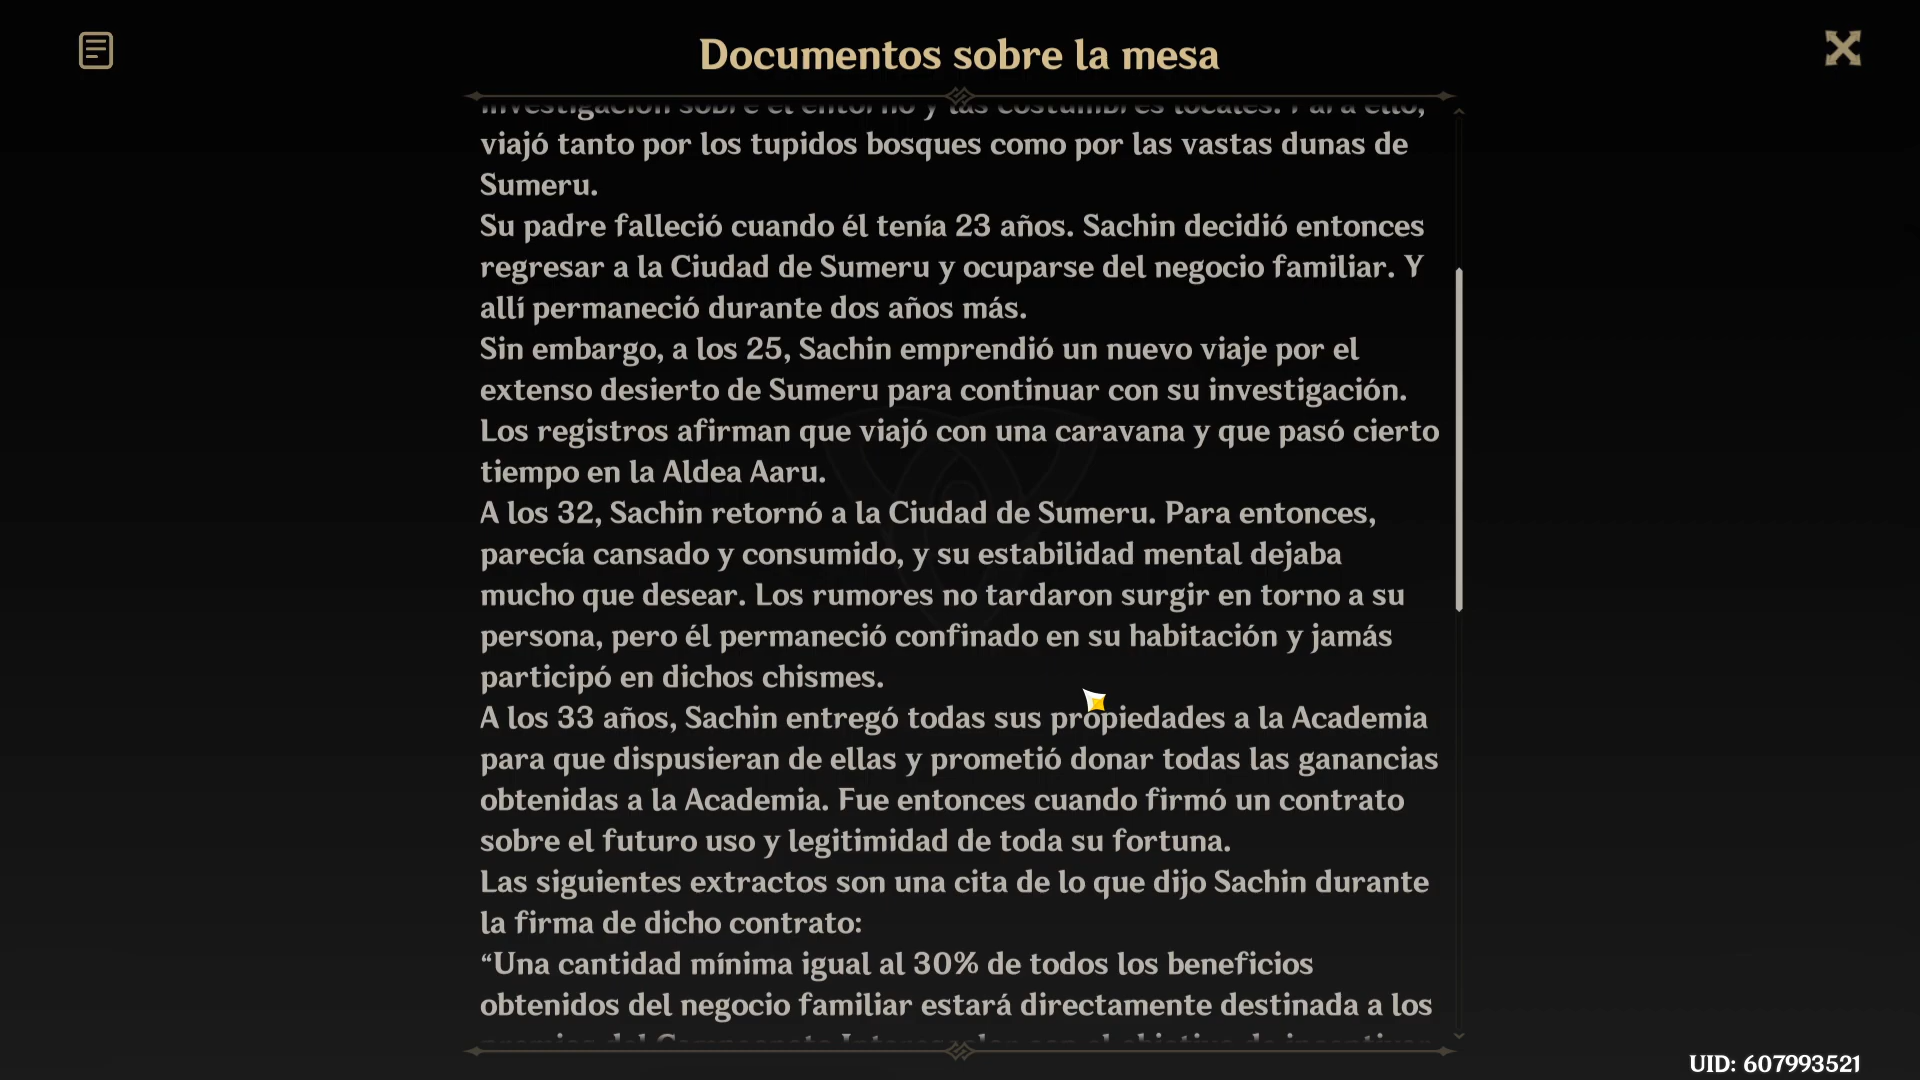 Documentos sobre la mesa
investigación sobre el entorno y las costumbres locales. Para ello,
viajó tanto por los tupidos bosques como por las vastas dunas de
Sumeru.
Su padre falleció cuando él tenía 23 años. Sachin decidió entonces
regresar a la Ciudad de Sumeru y ocuparse del negocio familiar. Y
allí permaneció durante dos años más.
Sin embargo, a los 25, Sachin emprendió un nuevo viaje por el
extenso desierto de Sumeru para continuar con su investigación.
Los registros afirman que viajó con una caravana y que pasó cierto
tiempo en la Aldea Aaru.
A los 32, Sachin retornó a la Ciudad de Sumeru. Para entonces,
parecía cansado y consumido, y su estabilidad mental dejaba
mucho que desear. Los rumores no tardaron surgir en torno a su
persona, pero él permaneció confinado en su habitación y jamás
participó en dichos chismes.
A los 33 años, Sachin entregó todas sus propiedades a la Academia
para que dispusieran de ellas y prometió donar todas las ganancias
obtenidas a la Academia. Fue entonces cuando firmó un contrato
sobre el futuro uso y legitimidad de toda su fortuna.
Las siguientes extractos son una cita de lo que dijo Sachin durante
la firma de dicho contrato:
“Una cantidad mínima igual al 30% de todos los beneficios
obtenidos del negocio familiar estará directamente destinada a los
UID: 607993521